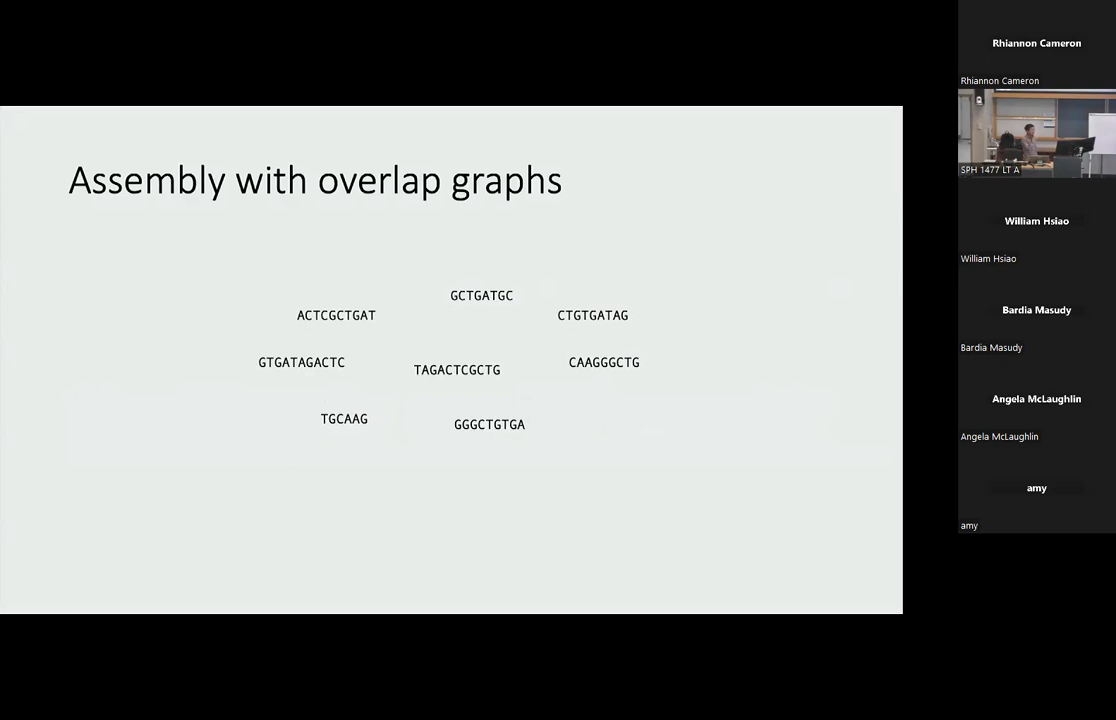 Assembly with overlap graphs
GCTGATGC
ACTCGCTGAT
CTGTGATAG
GTGATAGACTC
TAGACTCGCTG
CAAGGGCTG
TGCAAG
GGGCTGTGA
Rhiannon Cameron
Rhiannon Cameron
SPH 1477 LT A
William Hsiao
William Hsiao
Bardia Masudy
Bardia Masudy
Angela McLaughlin
Angela McLaughlin
amy
amy